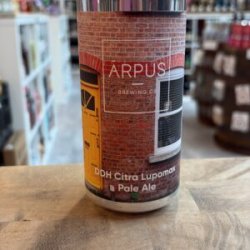 ARPUS
BREWING CO
DDH Citra Lupomax
Pale Ale